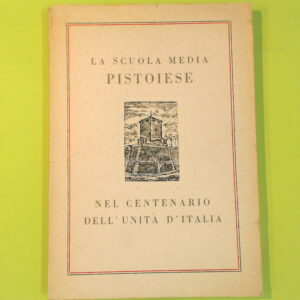 LA SCUOLA MEDIA
PISTOIESE
NEL CENTENARIO
DELL'UNITÀ D'ITALIA